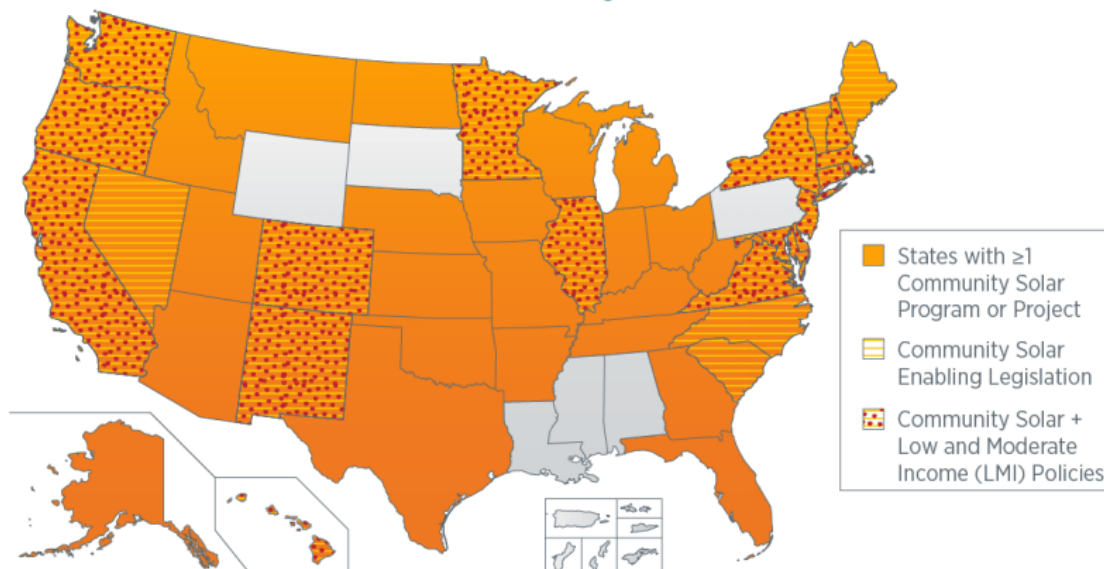 States with ≥1
Community Solar
Program or Project
Community Solar
Enabling Legislation
Community Solar +
Low and Moderate
Income (LMI) Policies